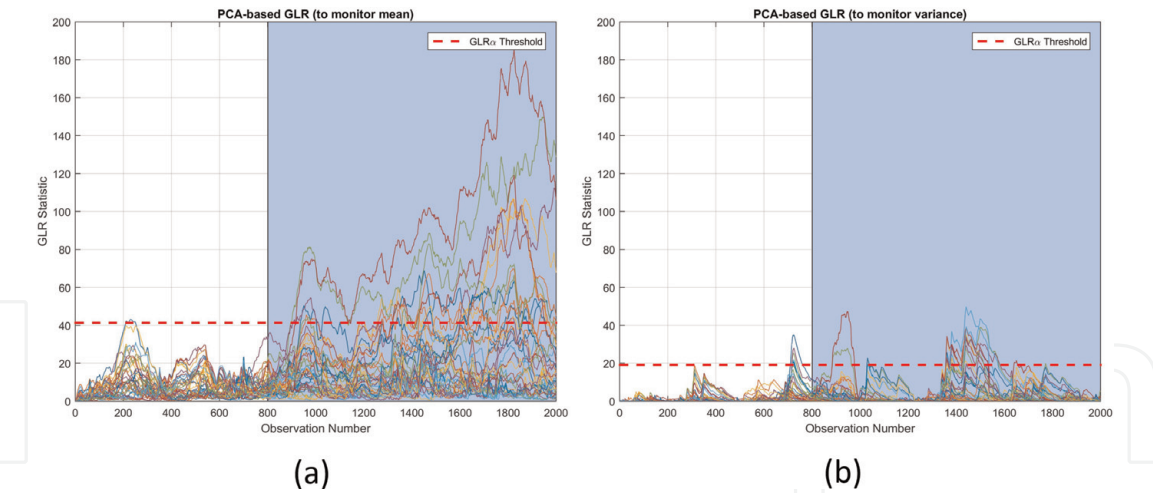 PCA-based GLR (to monitor mean)
GLRα Threshold
GLR Statistic
200
180
160
140
120
100
80
60
40
20
0
0 200 400 600 800 1000 1200 1400 1600 1800 2000
Observation Number
(a)
PCA-based GLR (to monitor variance)
GLRα Threshold
GLR Statistic
200
180
160
140
120
100
80
60
40
20
0
0 200 400 600 800 1000 1200 1400 1600 1800 2000
Observation Number
(b)